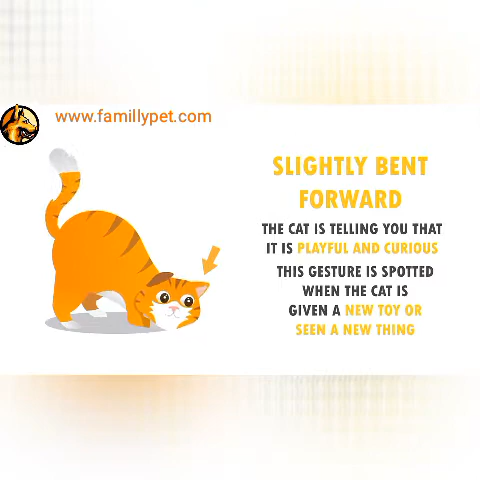 www.famillypet.com
SLIGHTLY BENT
FORWARD
THE CAT IS TELLING YOU THAT
IT IS PLAYFUL AND CURIOUS
THIS GESTURE IS SPOTTED
WHEN THE CAT IS
GIVEN A NEW TOY OR
SEEN A NEW THING